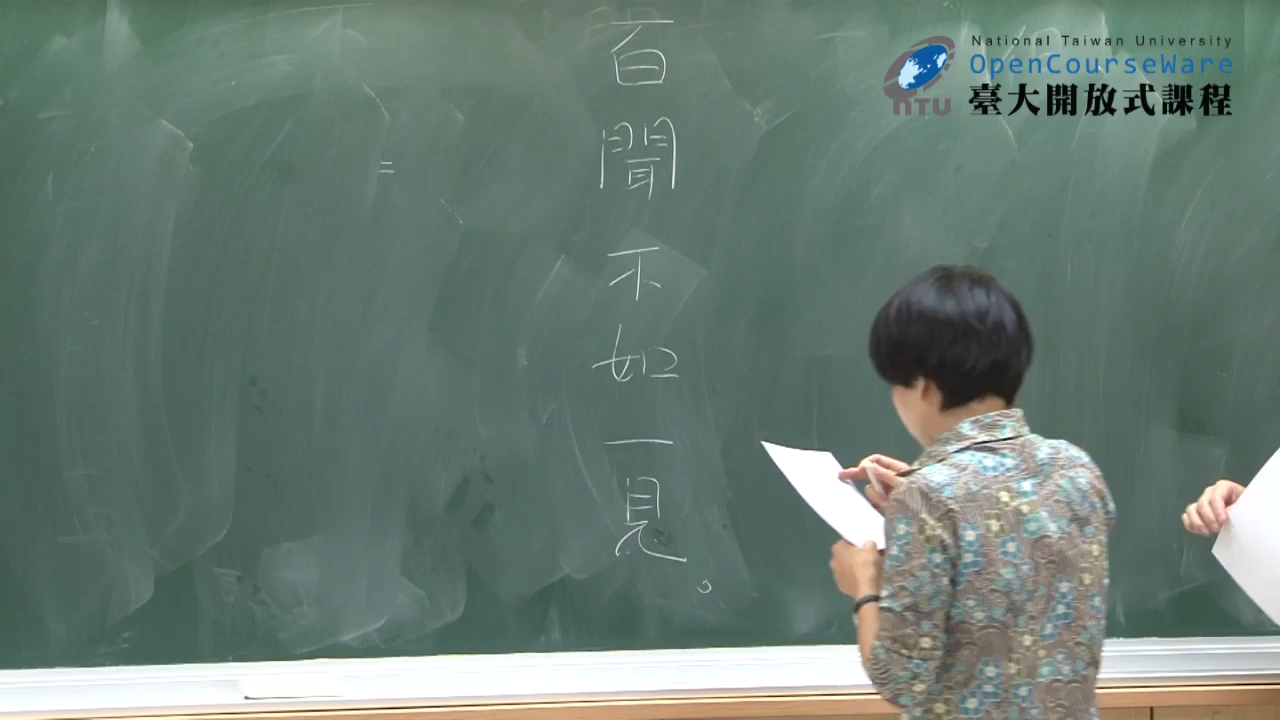 百聞不如一見。
=
National Taiwan University
OpenCourseWare
NTU
臺大開放式課程